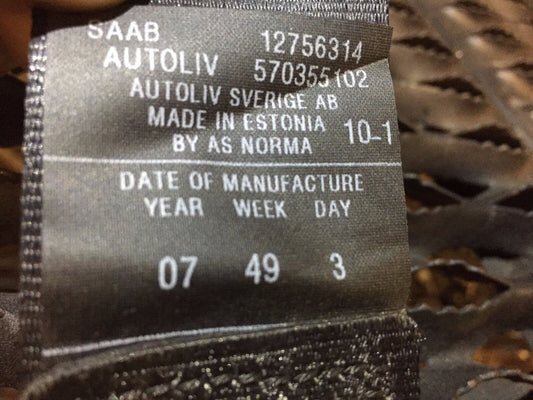 SAAB 12756314
AUTOLIV 570355102
AUTOLIV SVERIGE AB
MADE IN ESTONIA 10-1
BY AS NORMA
DATE OF MANUFACTURE
YEAR WEEK DAY
07 49 3